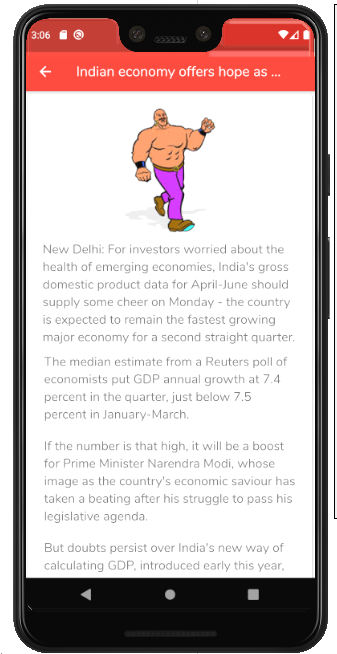 3:06
Indian economy offers hope as ...
New Delhi: For investors worried about the
health of emerging economies, India's gross
domestic product data for April-June should
supply some cheer on Monday - the country
is expected to remain the fastest growing
major economy for a second straight quarter.
The median estimate from a Reuters poll of
economists put GDP annual growth at 7.4
percent in the quarter, just below 7.5
percent in January-March.
If the number is that high, it will be a boost
for Prime Minister Narendra Modi, whose
image as the country's economic saviour has
taken a beating after his struggle to pass his
legislative agenda.
But doubts persist over India's new way of
calculating GDP, introduced early this year,